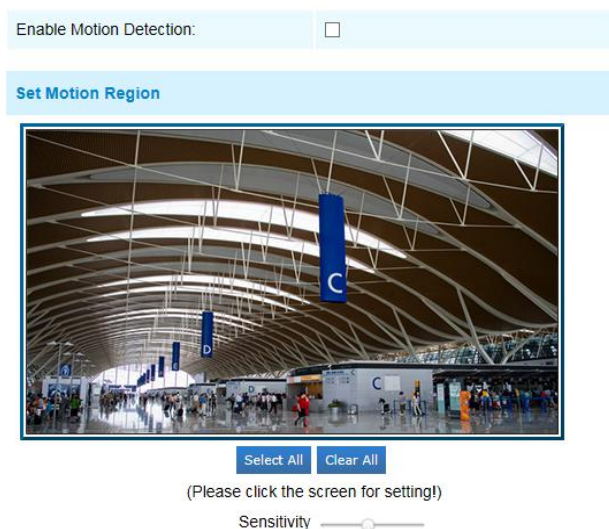 Enable Motion Detection:
Set Motion Region
C
D
E
D
C
Select All
Clear All
(Please click the screen for setting!)
Sensitivity